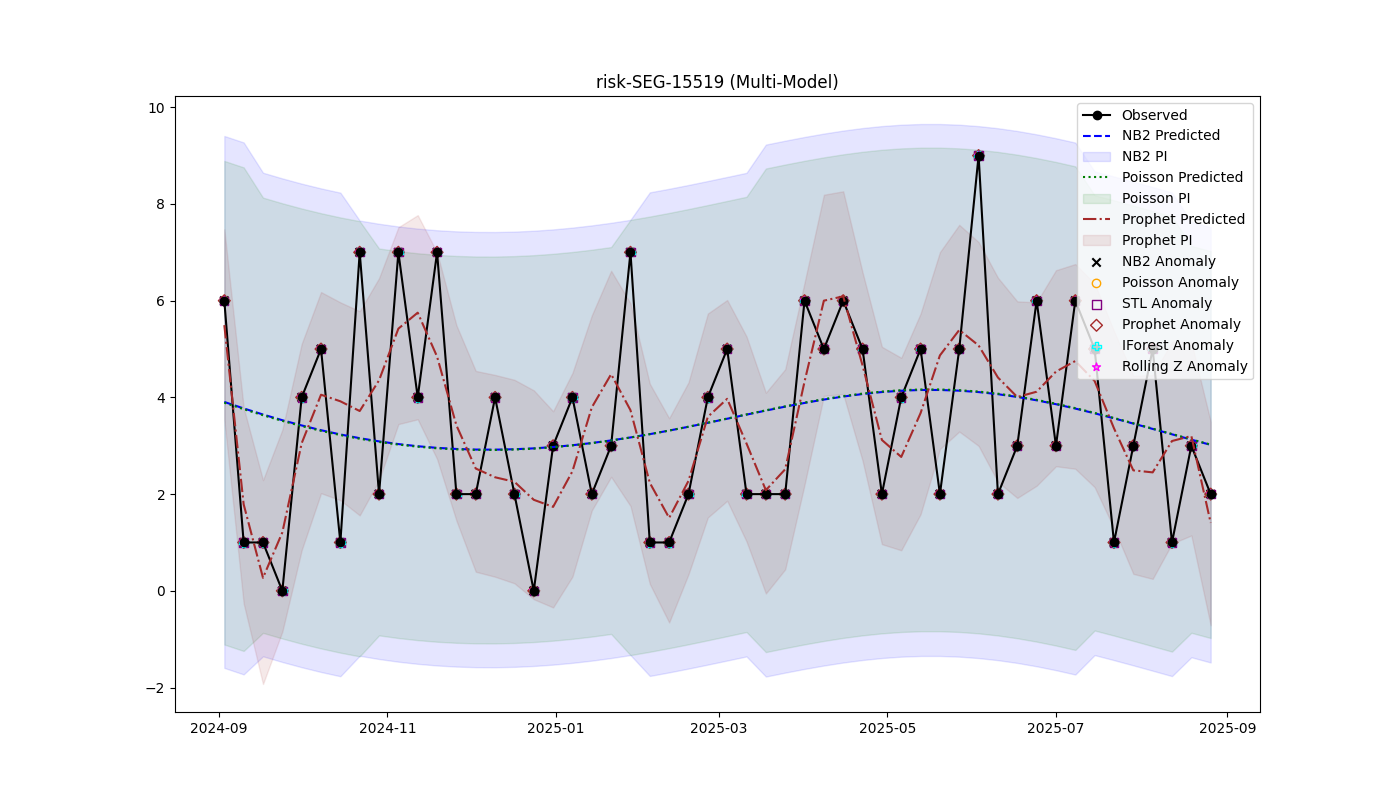 risk-SEG-15519 (Multi-Model)
10
8
6
4
2
0
−2
2024-09
2024-11
2025-01
2025-03
2025-05
2025-07
2025-09
Observed
NB2 Predicted
NB2 PI
Poisson Predicted
Poisson PI
Prophet Predicted
Prophet PI
NB2 Anomaly
Poisson Anomaly
STL Anomaly
Prophet Anomaly
IForest Anomaly
Rolling Z Anomaly